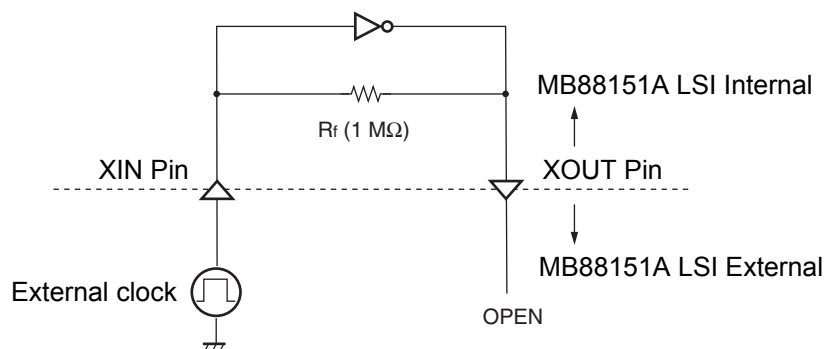 MB88151A LSI Internal
Rf (1 MΩ)
XIN Pin
XOUT Pin
MB88151A LSI External
External clock
OPEN